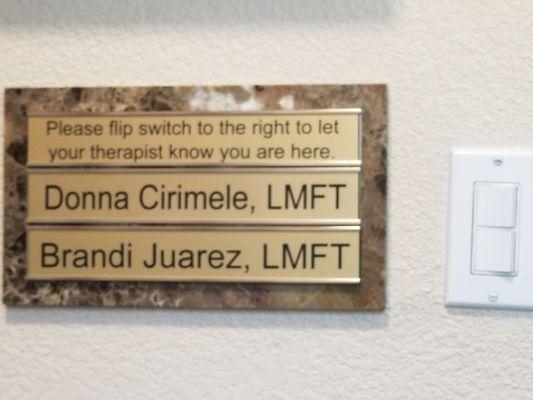 Please flip switch to the right to let
your therapist know you are here.
Donna Cirimele, LMFT
Brandi Juarez, LMFT